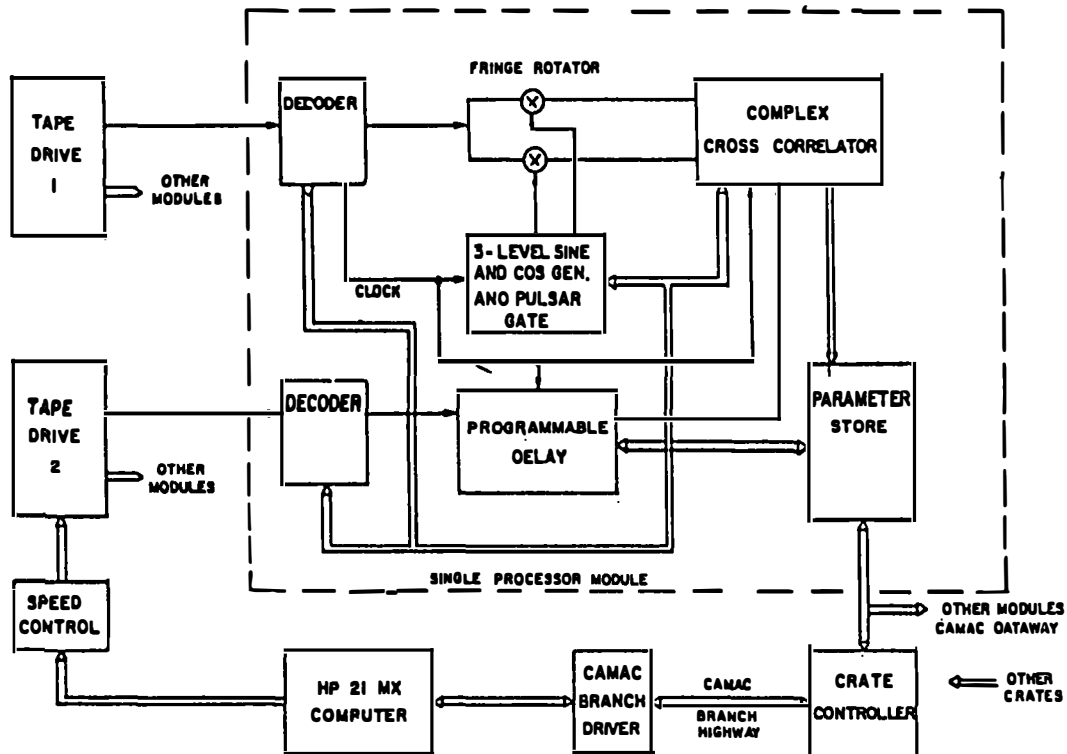 FRINGE ROTATOR
TAPE
DRIVE
1
OTHER
MODULES
DECODER
COMPLEX
CROSS CORRELATOR
3-LEVEL SINE
AND COS GEN.
ANO PULSAR
GATE
CLOCK
TAPE
DRIVE
2
OTHER
MODULES
DECODER
PROGRAMMABLE
DELAY
PARAMETER
STORE
SINGLE PROCESSOR MODULE
SPEED
CONTROL
HP 21 MX
COMPUTER
CAMAC
BRANCH
DRIVER
CAMAC
BRANCH
HIGHWAY
CRATE
CONTROLLER
OTHER MODULES
CAMAC OATAWAY
OTHER
CRATES